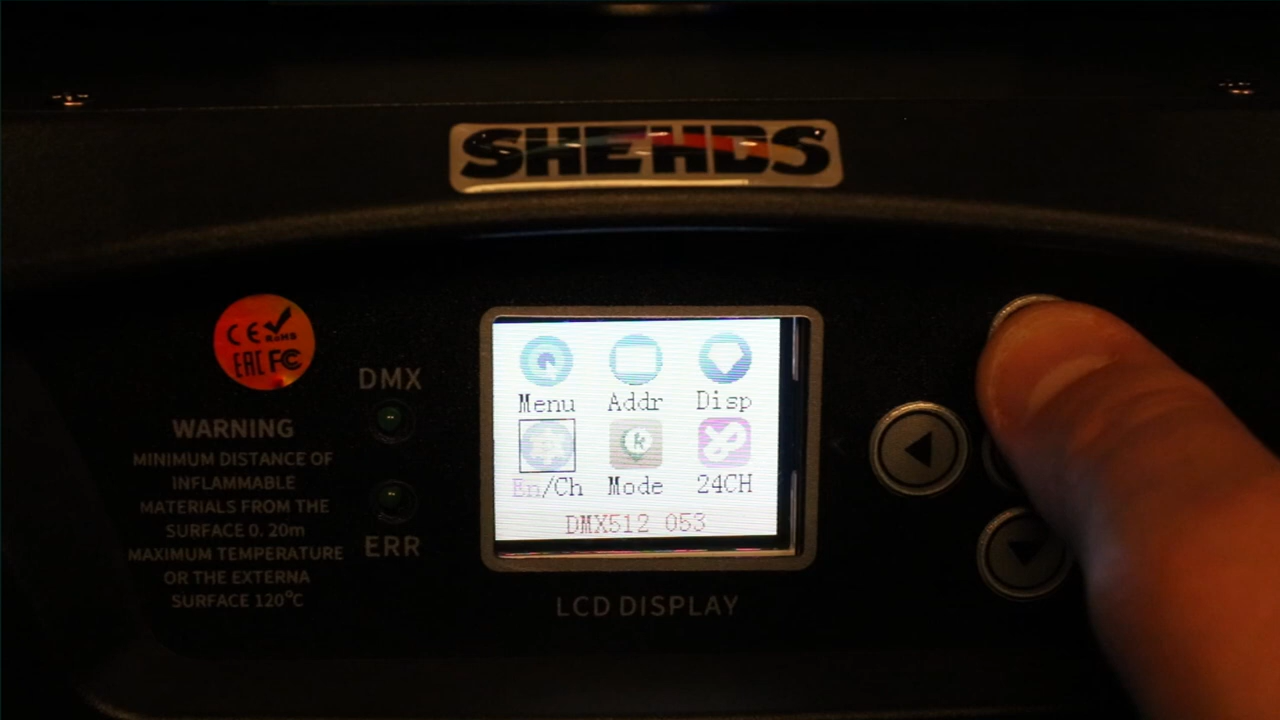 SHEHDS
CE RoHS
EAC FC
DMX
WARNING
MINIMUM DISTANCE OF
INFLAMMABLE
MATERIALS FROM THE
SURFACE 0. 20m
MAXIMUM TEMPERATURE
OR THE EXTERNA
SURFACE 120°C
ERR
Menu Addr Disp
En/Ch Mode 24CH
DMX512 053
LCD DISPLAY